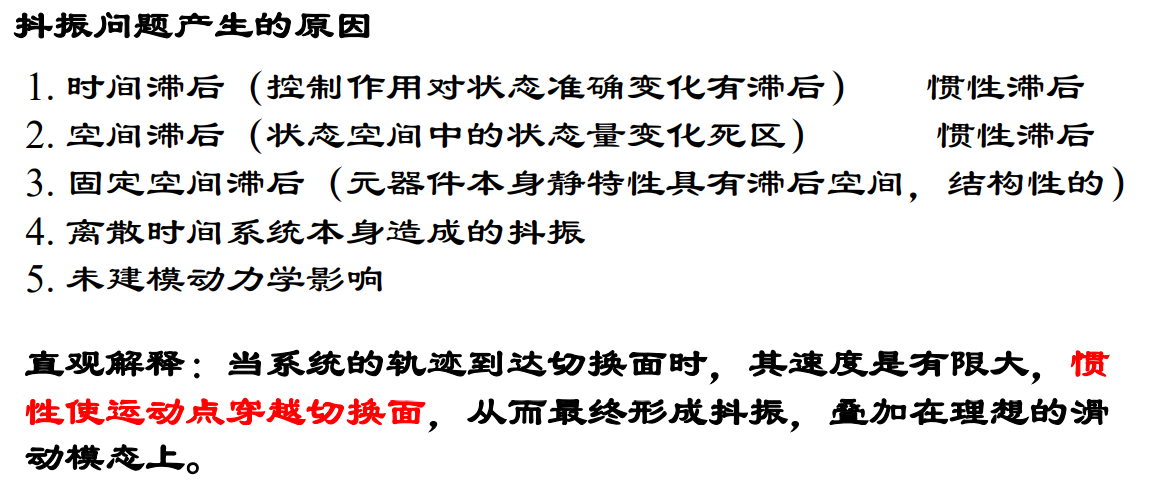 抖振问题产生的原因
1. 时间滞后（控制作用对状态准确变化有滞后） 惯性滞后
2. 空间滞后（状态空间中的状态量变化死区） 惯性滞后
3. 固定空间滞后（元器件本身静特性具有滞后空间，结构性的）
4. 离散时间系统本身造成的抖振
5. 未建模动力学影响
直观解释：当系统的轨迹到达切换面时，其速度是有限大，惯
性使运动点穿越切换面，从而最终形成抖振，叠加在理想的滑
动模态上。